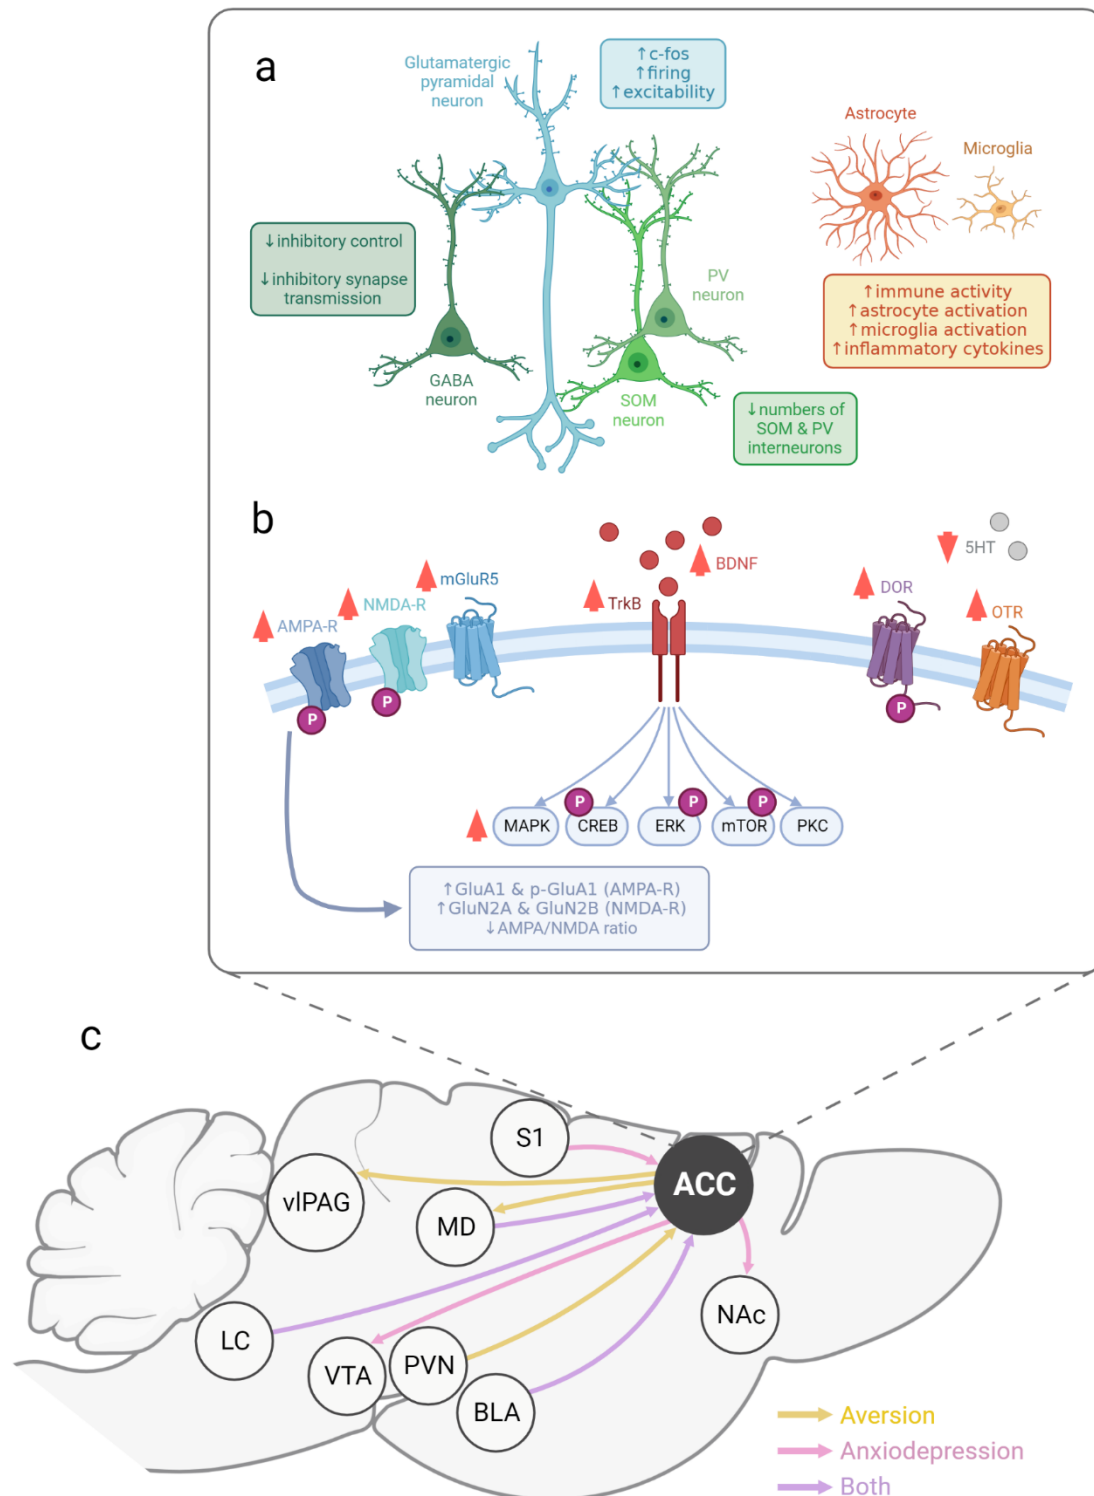 a
Glutamatergic
pyramidal
neuron
↑c-fos
↑firing
↑excitability
Astrocyte
Microglia
↓inhibitory control
↓inhibitory synapse
transmission
PV
neuron
↑immune activity
↑astrocyte activation
↑microglia activation
↑inflammatory cytokines
GABA
neuron
SOM
neuron
↓numbers of
SOM & PV
interneurons
b
AMPA-R
NMDA-R
mGluR5
TrkB
BDNF
DOR
5HT
OTR
P
P
P
P
P
P
MAPK
CREB
ERK
mTOR
PKC
↑GluA1 & p-GluA1 (AMPA-R)
↑GluN2A & GluN2B (NMDA-R)
↓AMPA/NMDA ratio
c
S1
ACC
vlPAG
MD
LC
VTA
PVN
BLA
NAc
Aversion
Anxiodepression
Both